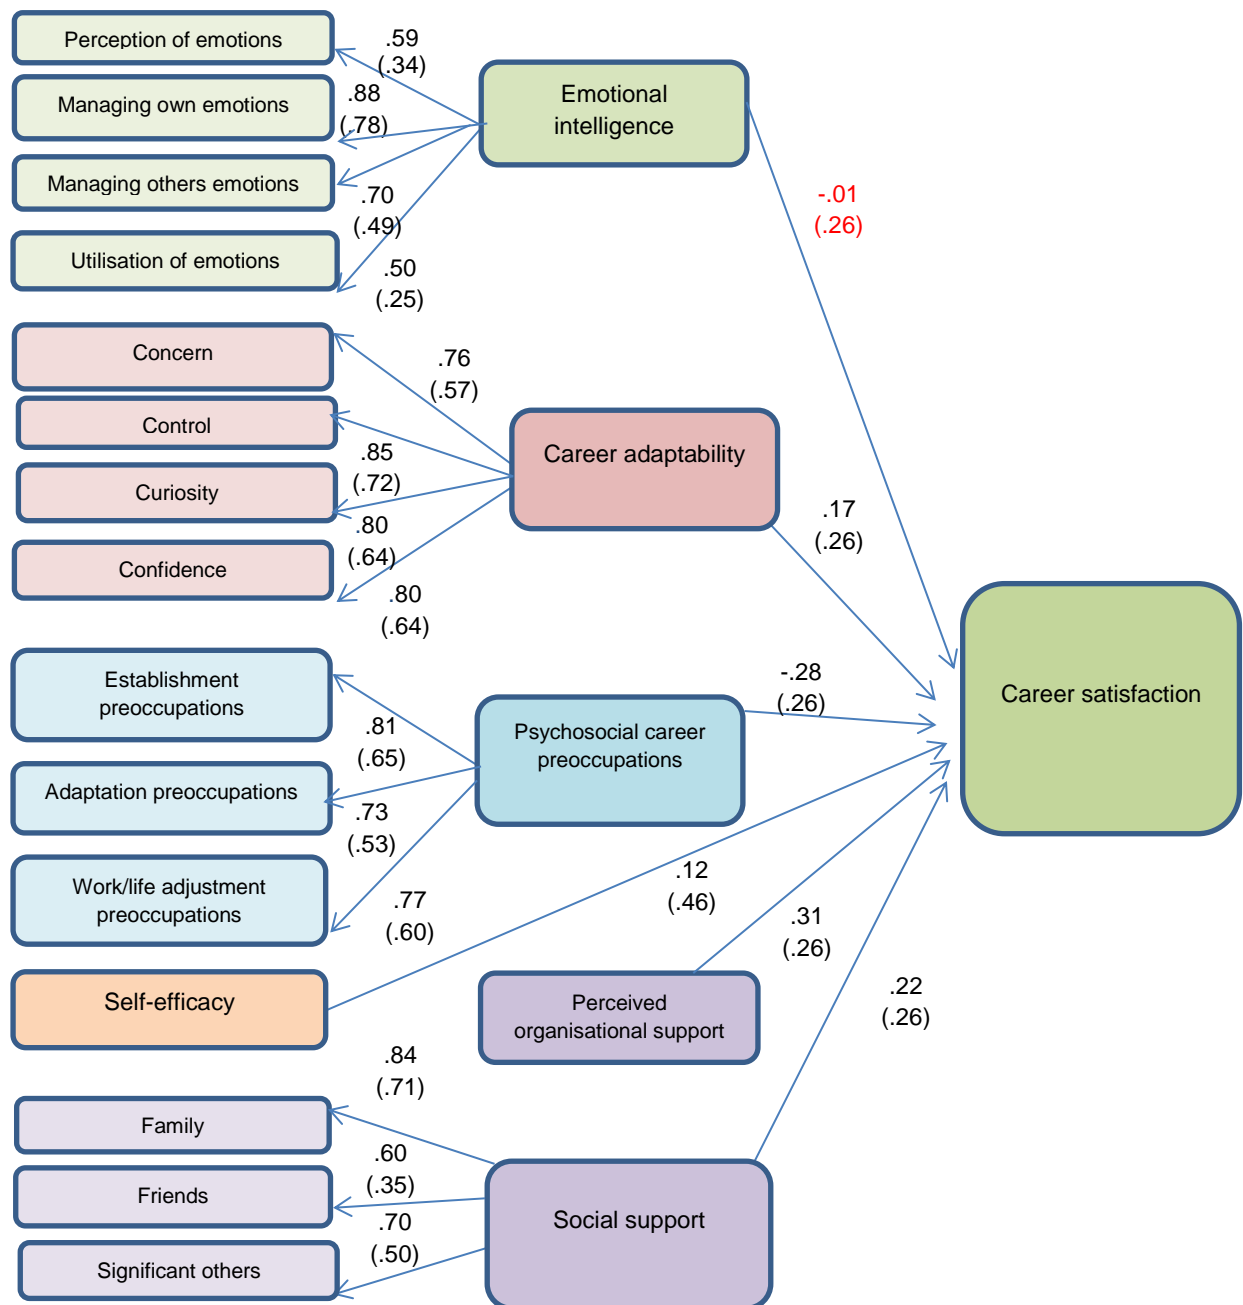 Perception of emotions
.59
(.34)
Managing own emotions
.88
(.78)
Emotional
intelligence
Managing others emotions
.70
(.49)
-.01
(.26)
Utilisation of emotions
.50
(.25)
Concern
.76
(.57)
Control
Career adaptability
.85
(.72)
Curiosity
.17
(.26)
.80
(.64)
Confidence
.80
(.64)
Establishment
preoccupations
-.28
(.26)
Career satisfaction
.81
(.65)
Psychosocial career
preoccupations
Adaptation preoccupations
.73
(.53)
Work/life adjustment
preoccupations
.12
(.46)
.77
(.60)
.31
(.26)
Self-efficacy
Perceived
organisational support
.22
(.26)
.84
(.71)
Family
.60
(.35)
Friends
.70
(.50)
Social support
Significant others